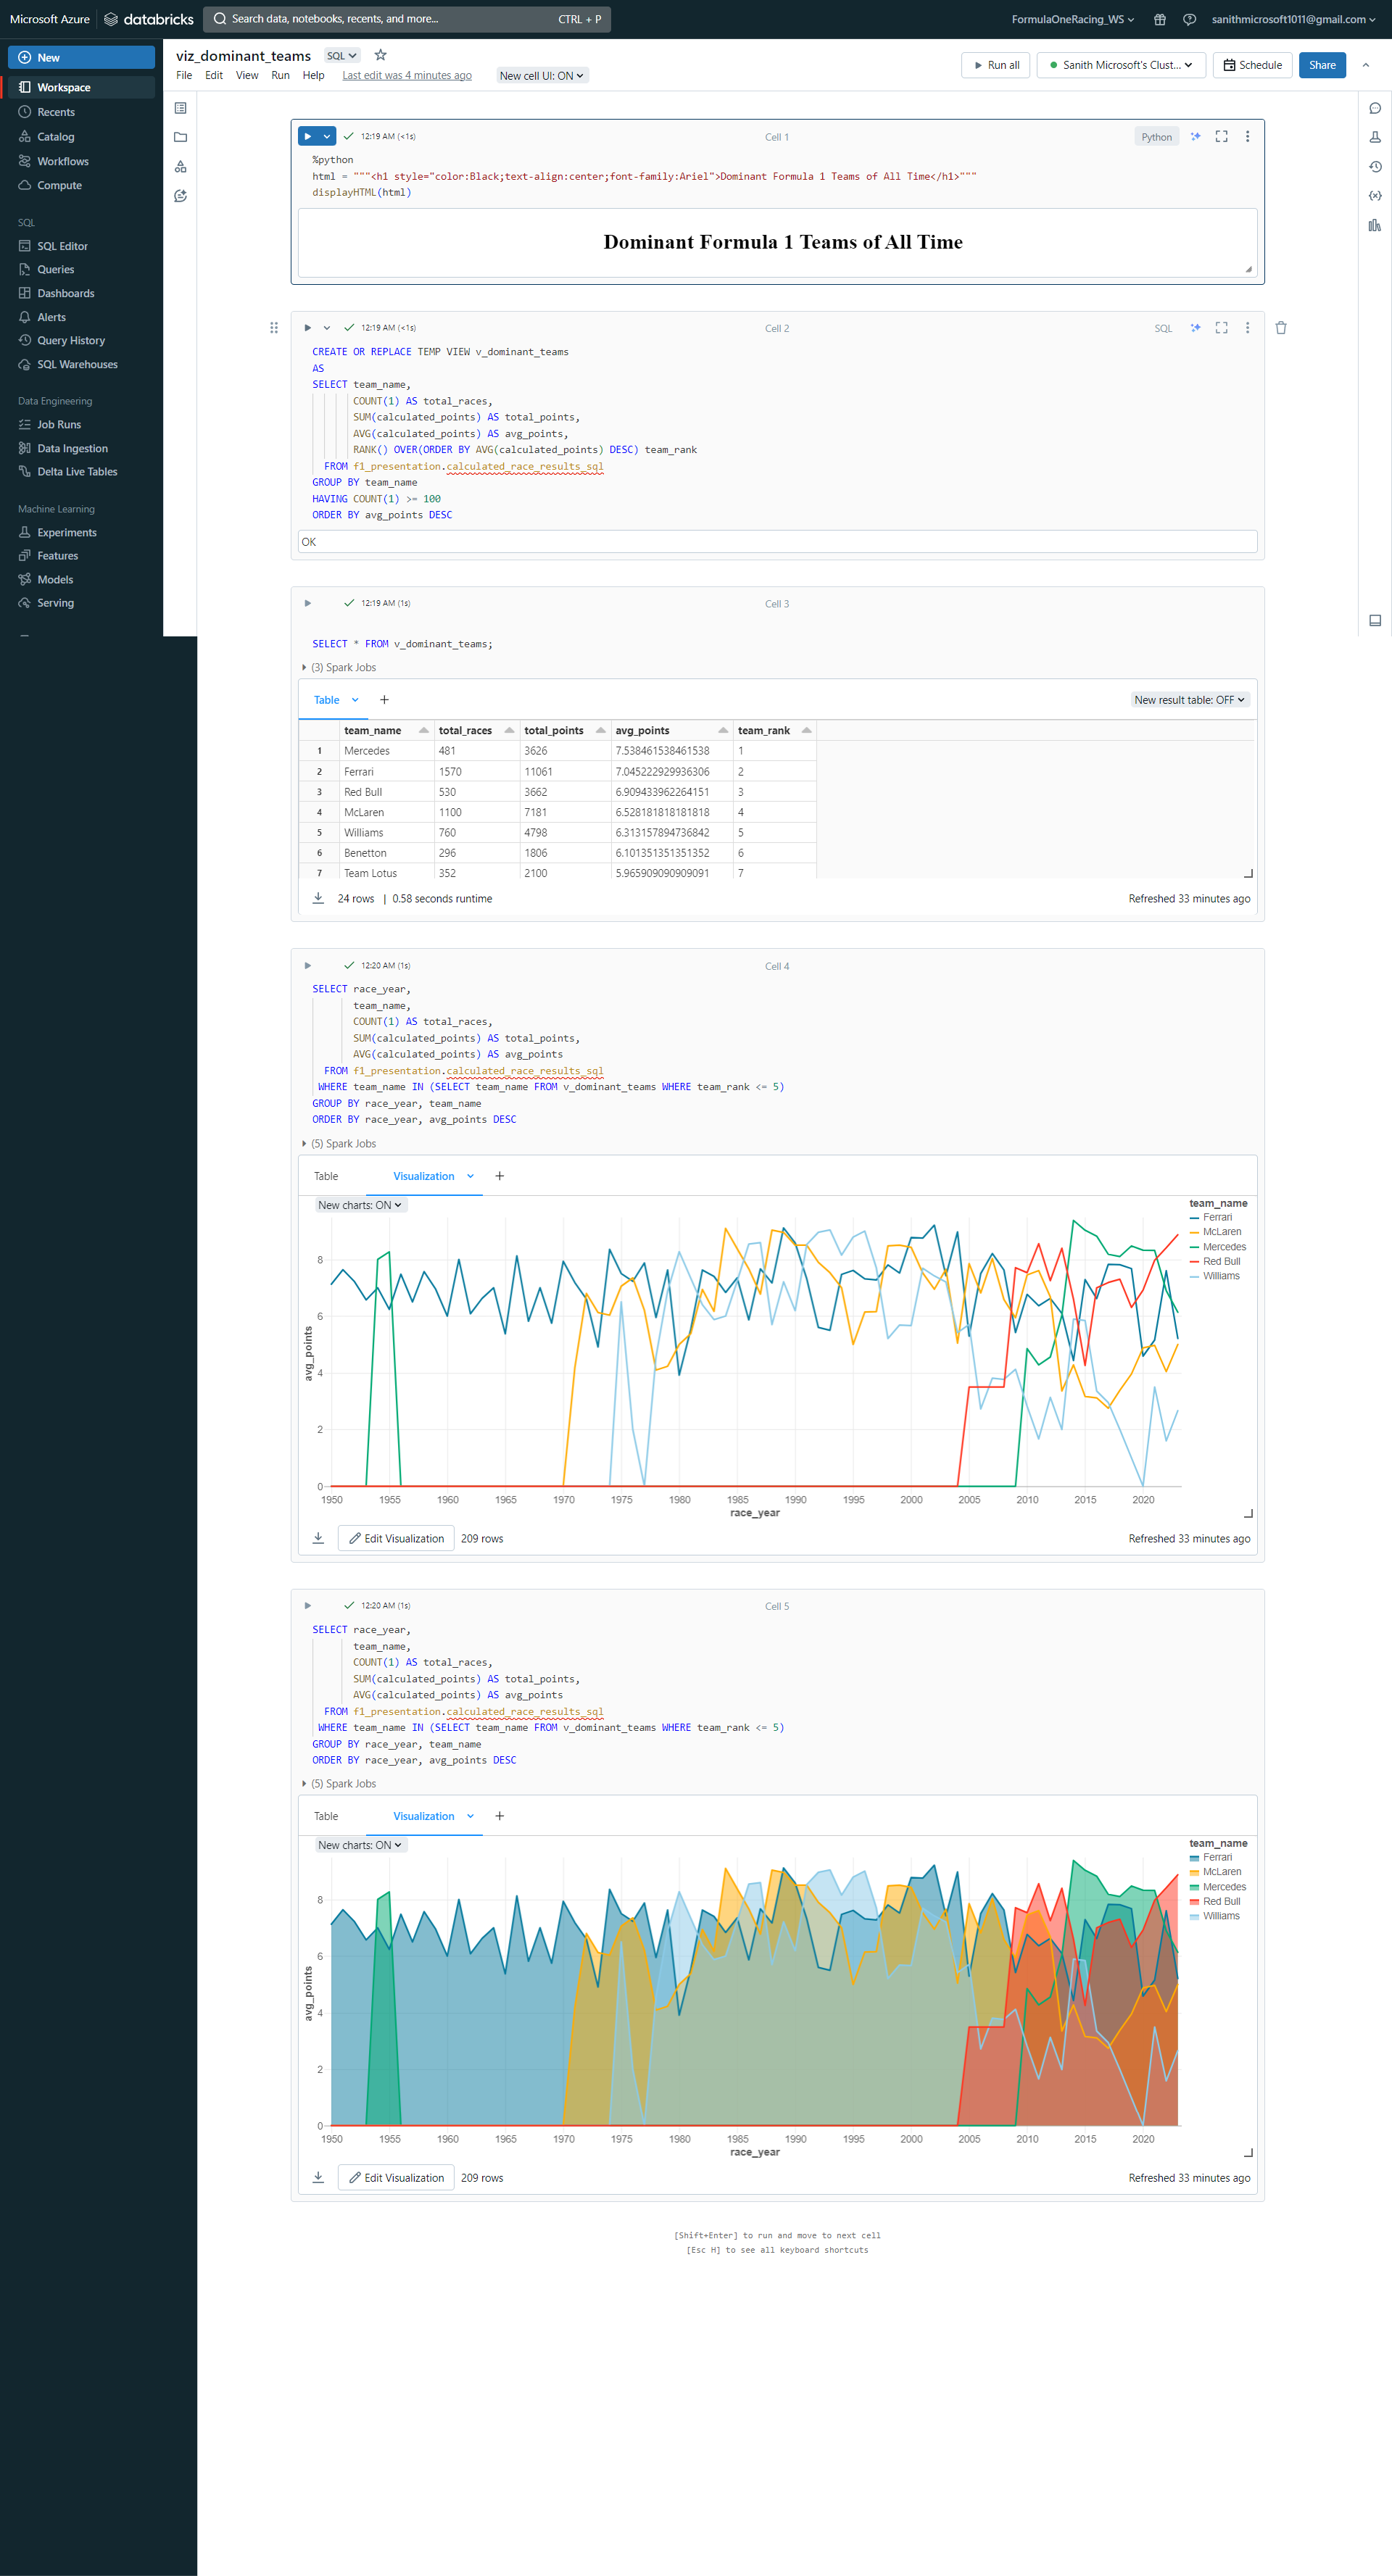 Microsoft Azure databricks Search data, notebooks, recents, and more... CTRL + P FormulaOneRacing_WS sanithmicrosoft1011@gmail.com
New
Workspace
Recents
Catalog
Workflows
Compute
SQL
SQL Editor
Queries
Dashboards
Alerts
Query History
SQL Warehouses
Data Engineering
Job Runs
Data Ingestion
Delta Live Tables
Machine Learning
Experiments
Features
Models
Serving
viz_dominant_teams SQL
File Edit View Run Help Last edit was 4 minutes ago New cell UI: ON
Run all Sanith Microsoft's Clust... Schedule Share
12:19 AM (<1s) Cell 1 Python
%python
html = """<h1 style="color:Black;text-align:center;font-family:Ariel">Dominant Formula 1 Teams of All Time</h1>"""
displayHTML(html)
Dominant Formula 1 Teams of All Time
12:19 AM (<1s) Cell 2 SQL
CREATE OR REPLACE TEMP VIEW v_dominant_teams
AS
SELECT team_name,
COUNT(1) AS total_races,
SUM(calculated_points) AS total_points,
AVG(calculated_points) AS avg_points,
RANK() OVER(ORDER BY AVG(calculated_points) DESC) team_rank
FROM f1_presentation.calculated_race_results_sql
GROUP BY team_name
HAVING COUNT(1) >= 100
ORDER BY avg_points DESC
OK
12:19 AM (1s) Cell 3
SELECT * FROM v_dominant_teams;
(3) Spark Jobs
Table + New result table: OFF
team_name total_races total_points avg_points team_rank
1 Mercedes 481 3626 7.538461538461538 1
2 Ferrari 1570 11061 7.045222929936306 2
3 Red Bull 530 3662 6.909433962264151 3
4 McLaren 1100 7181 6.528181818181818 4
5 Williams 760 4798 6.313157894736842 5
6 Benetton 296 1806 6.101351351351352 6
7 Team Lotus 352 2100 5.965909090909091 7
24 rows | 0.58 seconds runtime Refreshed 33 minutes ago
12:20 AM (1s) Cell 4
SELECT race_year,
team_name,
COUNT(1) AS total_races,
SUM(calculated_points) AS total_points,
AVG(calculated_points) AS avg_points
FROM f1_presentation.calculated_race_results_sql
WHERE team_name IN (SELECT team_name FROM v_dominant_teams WHERE team_rank <= 5)
GROUP BY race_year, team_name
ORDER BY race_year, avg_points DESC
(5) Spark Jobs
Table Visualization +
New charts: ON
team_name
Ferrari
McLaren
Mercedes
Red Bull
Williams
8
6
4
2
0
avg_points
1950 1955 1960 1965 1970 1975 1980 1985 1990 1995 2000 2005 2010 2015 2020
race_year
Edit Visualization 209 rows Refreshed 33 minutes ago
12:20 AM (1s) Cell 5
SELECT race_year,
team_name,
COUNT(1) AS total_races,
SUM(calculated_points) AS total_points,
AVG(calculated_points) AS avg_points
FROM f1_presentation.calculated_race_results_sql
WHERE team_name IN (SELECT team_name FROM v_dominant_teams WHERE team_rank <= 5)
GROUP BY race_year, team_name
ORDER BY race_year, avg_points DESC
(5) Spark Jobs
Table Visualization +
New charts: ON
team_name
Ferrari
McLaren
Mercedes
Red Bull
Williams
8
6
4
2
0
avg_points
1950 1955 1960 1965 1970 1975 1980 1985 1990 1995 2000 2005 2010 2015 2020
race_year
Edit Visualization 209 rows Refreshed 33 minutes ago
[Shift+Enter] to run and move to next cell
[Esc H] to see all keyboard shortcuts